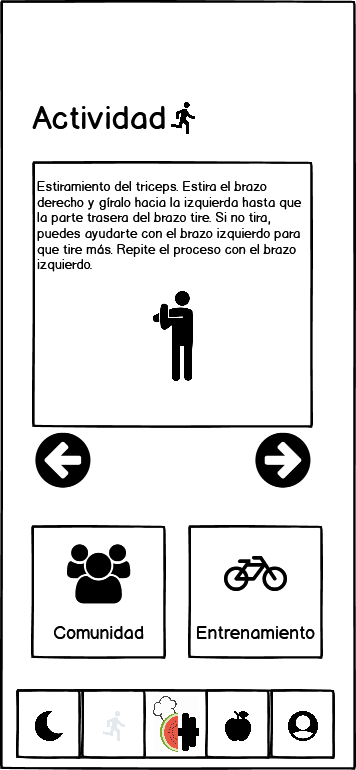 Actividad
Estiramiento del triceps. Estira el brazo
derecho y gíralo hacia la izquierda hasta que
la parte trasera del brazo tire. Si no tira,
puedes ayudarte con el brazo izquierdo para
que tire más. Repite el proceso con el brazo
izquierdo.
Comunidad
Entrenamiento